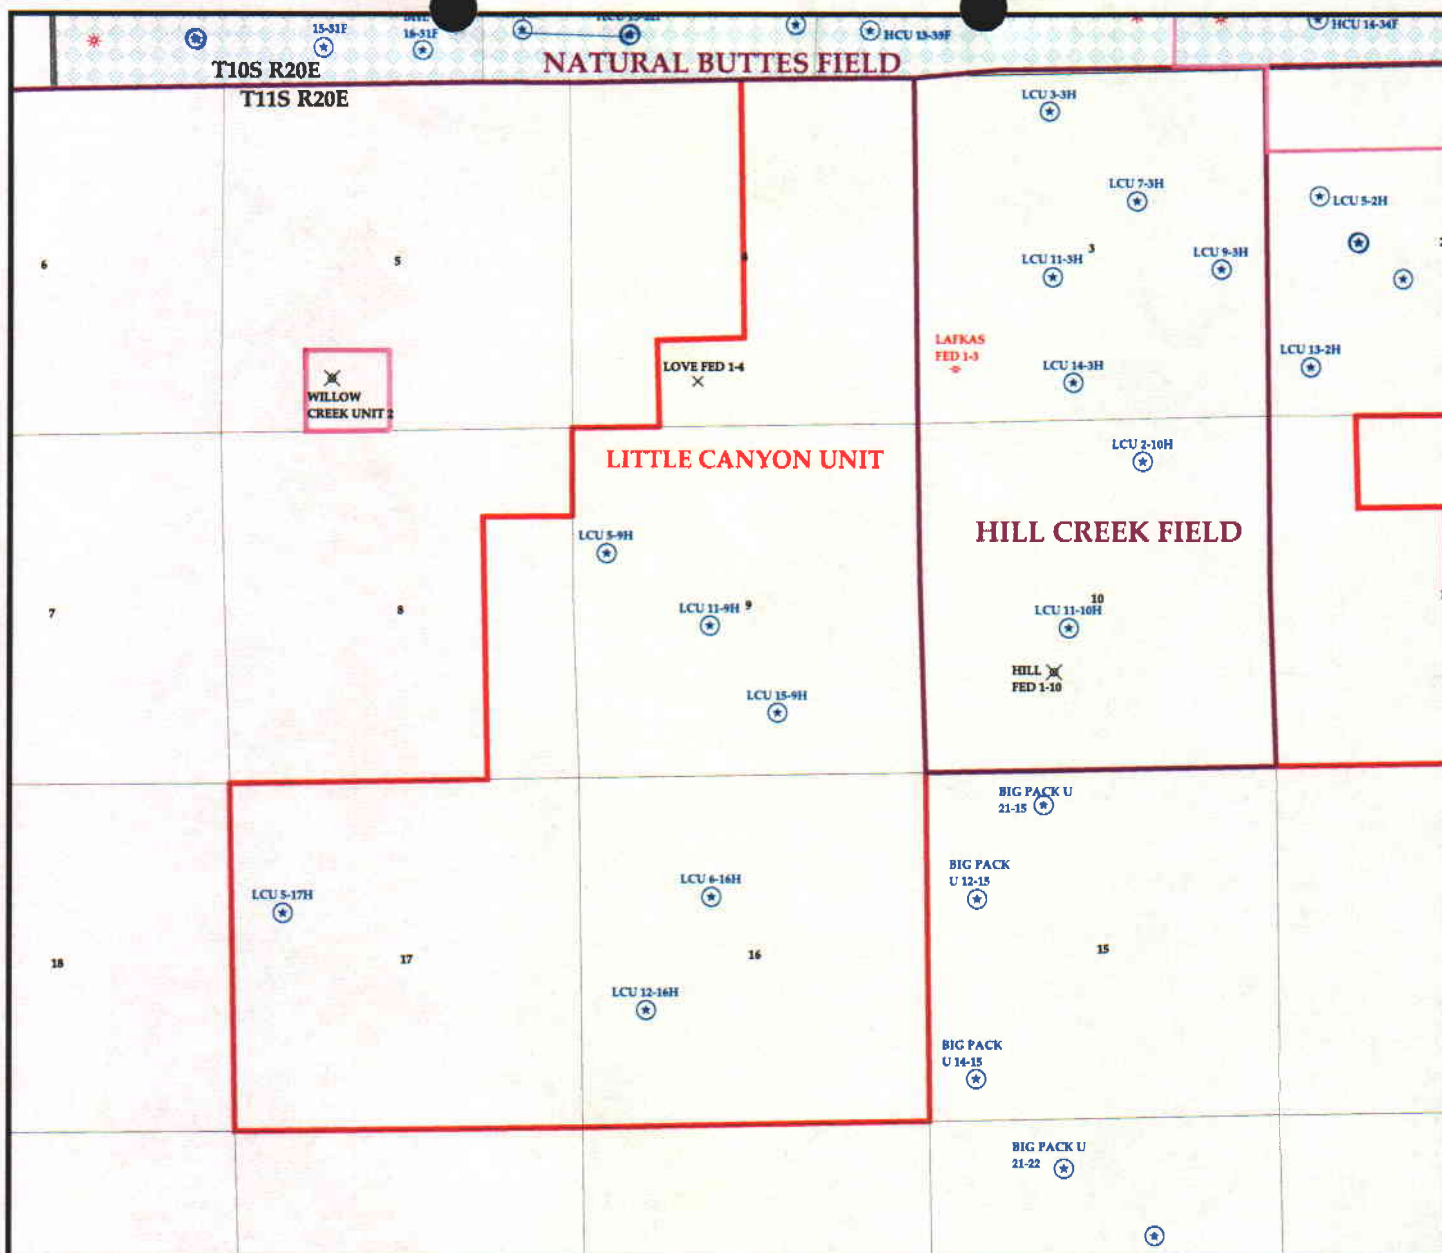 15-31F
16-31F
HCU 13-35F
HCU 14-34F
NATURAL BUTTES FIELD
T10S R20E
T11S R20E
LCU 3-3H
LCU 7-3H
LCU 5-2H
6
5
4
LCU 11-3H
3
LCU 9-3H
2
LAFKAS
FED 1-3
LCU 14-3H
LCU 13-2H
LOVE FED 1-4
WILLOW
CREEK UNIT 2
LITTLE CANYON UNIT
LCU 2-10H
HILL CREEK FIELD
LCU 5-9H
7
8
LCU 11-9H
9
10
LCU 11-10H
HILL
FED 1-10
LCU 15-9H
BIG PACK U
21-15
BIG PACK
U 12-15
LCU 5-17H
LCU 6-16H
18
17
16
15
LCU 12-16H
BIG PACK
U 14-15
BIG PACK U
21-22